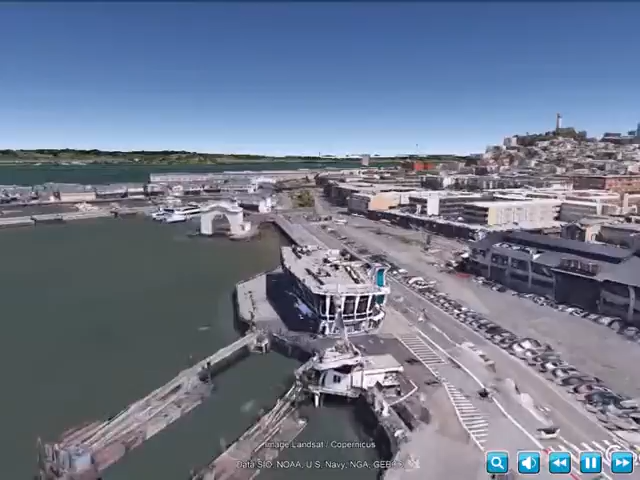 Image Landsat / Copernicus
Data SIO, NOAA, U.S. Navy, NGA, GEBCO